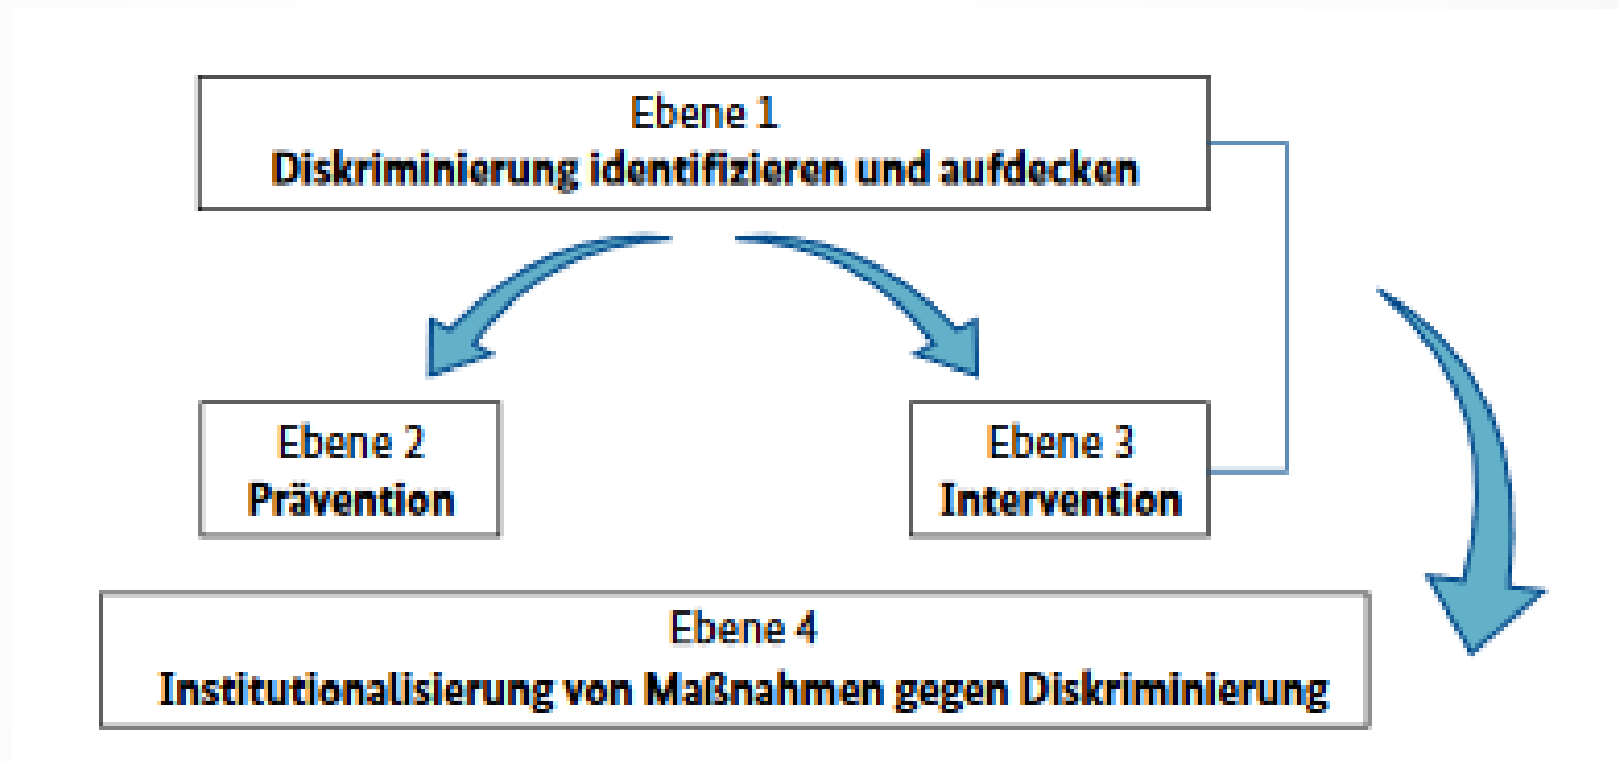 Ebene 1
Diskriminierung identifizieren und aufdecken
Ebene 2
Prävention
Ebene 3
Intervention
Ebene 4
Institutionalisierung von Maßnahmen gegen Diskriminierung